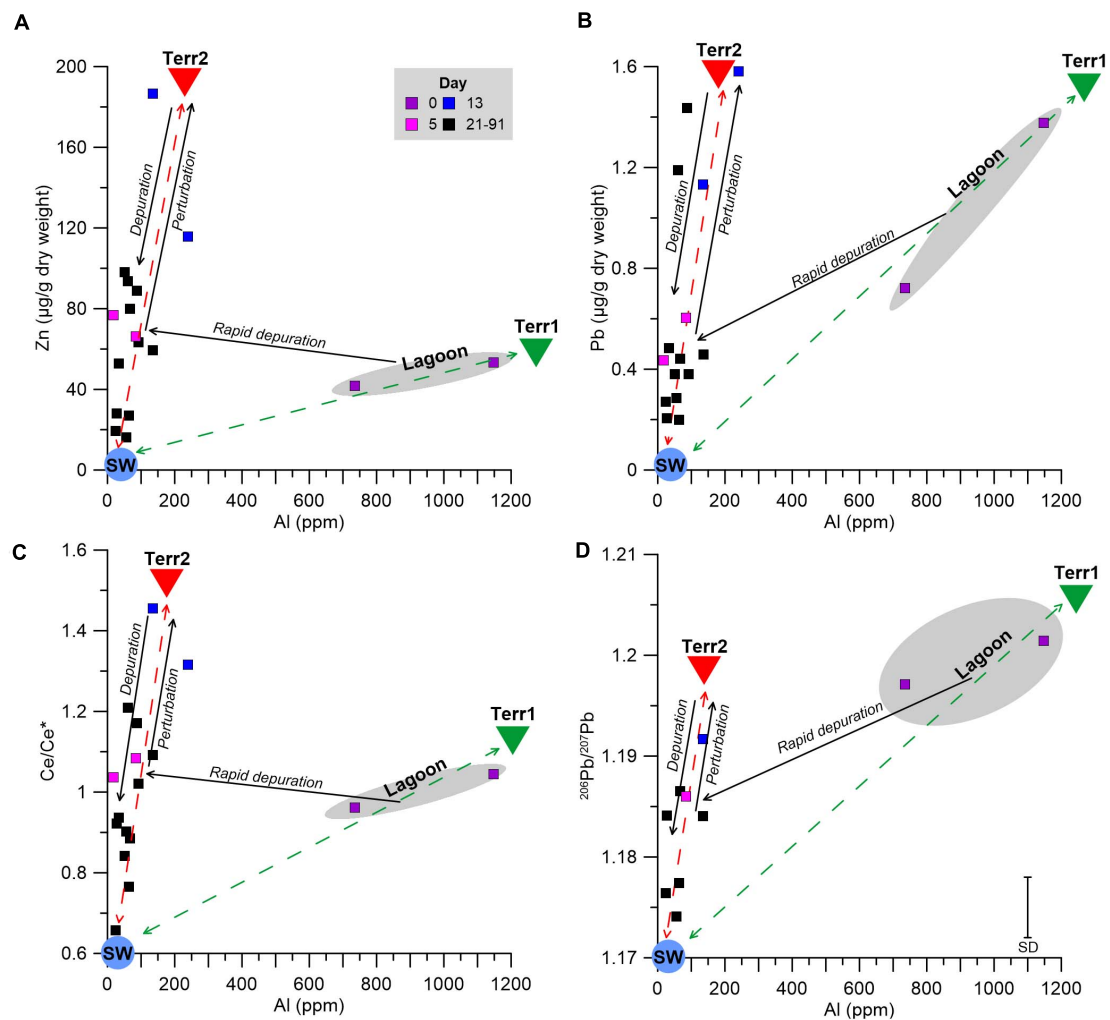 A
Terr2
200
160
120
80
40
0
Zn (µg/g dry weight)
Day
0 13
5 21-91
Depuration
Perturbation
Rapid depuration
Lagoon
Terr1
SW
0 200 400 600 800 1000 1200
Al (ppm)
B
Terr2
Terr1
1.6
1.2
0.8
0.4
0
Pb (µg/g dry weight)
Depuration
Perturbation
Rapid depuration
Lagoon
SW
0 200 400 600 800 1000 1200
Al (ppm)
C
1.6
1.4
1.2
1
0.8
0.6
Ce/Ce*
Terr2
Depuration
Perturbation
Rapid depuration
Lagoon
Terr1
SW
0 200 400 600 800 1000 1200
Al (ppm)
D
1.21
1.2
1.19
1.18
1.17
²⁰⁶Pb/²⁰⁷Pb
Terr2
Terr1
Depuration
Perturbation
Rapid depuration
Lagoon
SW
SD
0 200 400 600 800 1000 1200
Al (ppm)